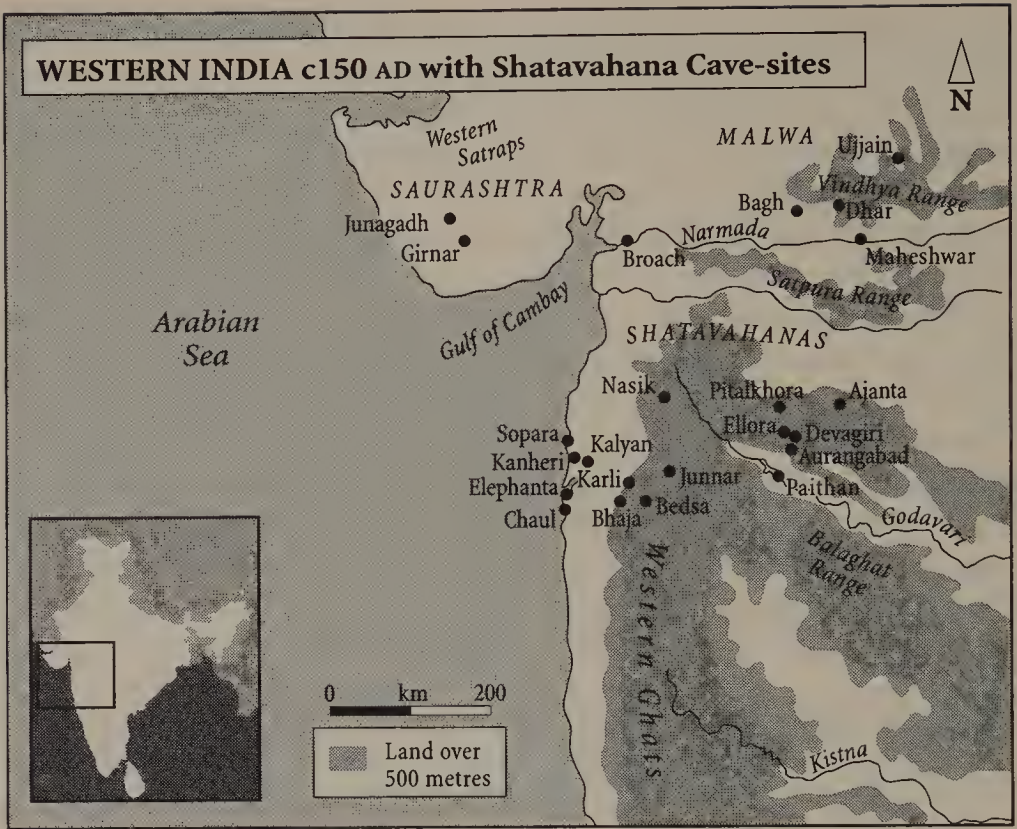 WESTERN INDIA c150 AD with Shatavahana Cave-sites
N
Western
Satraps
MALWA
Ujjain
SAURASHTRA
Vindhya Range
Bagh
Dhar
Junagadh
Girnar
Narmada
Broach
Maheshwar
Satpura Range
Gulf of Cambay
Arabian
Sea
SHATAVAHANAS
Nasik
Pitalkhora
Ajanta
Ellora
Devagiri
Sopara
Kalyan
Aurangabad
Kanheri
Karli
Junnar
Paithan
Elephanta
Chaul
Bhaja
Bedsa
Godavari
Balaghat
Range
Western Ghats
0 km 200
Land over
500 metres
Kistna